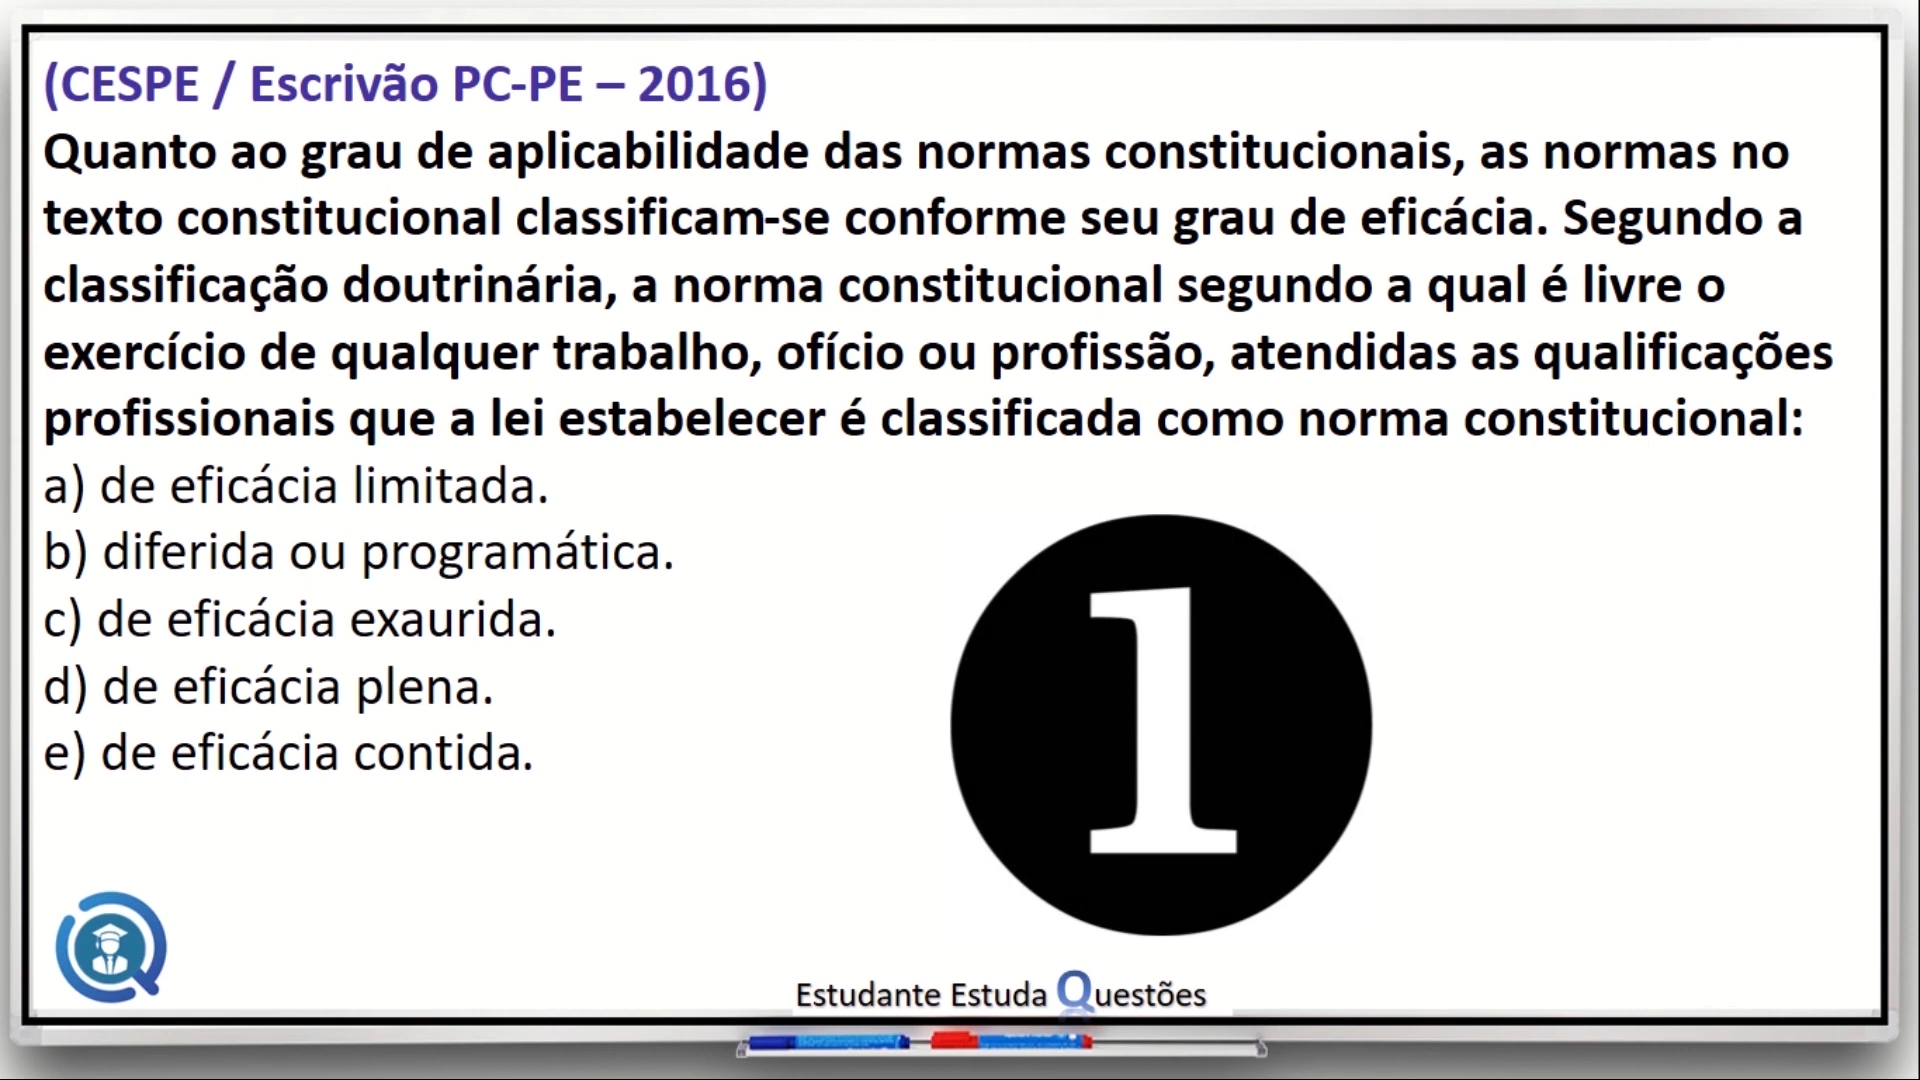 (CESPE / Escrivão PC-PE – 2016)
Quanto ao grau de aplicabilidade das normas constitucionais, as normas no
texto constitucional classificam-se conforme seu grau de eficácia. Segundo a
classificação doutrinária, a norma constitucional segundo a qual é livre o
exercício de qualquer trabalho, ofício ou profissão, atendidas as qualificações
profissionais que a lei estabelecer é classificada como norma constitucional:
a) de eficácia limitada.
b) diferida ou programática.
c) de eficácia exaurida.
d) de eficácia plena.
e) de eficácia contida.
1
Estudante Estuda Questões